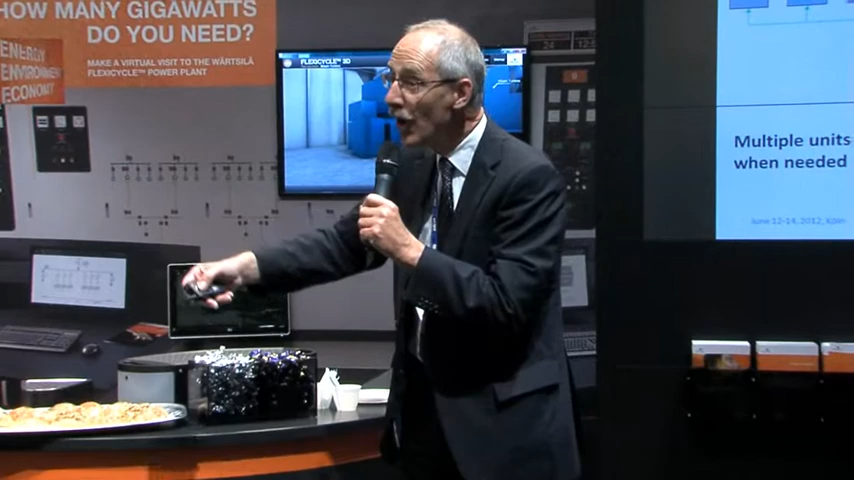 HOW MANY GIGAWATTS
DO YOU REALLY NEED?
MAKE A VIRTUAL VISIT TO THE WÄRTSILÄ
FLEXICYCLE™ POWER PLANT
ENERGY
ENVIRONMENT
ECONOMY
FLEXICYCLE™ 3D
Multiple units
when needed
June 12-14, 2012, Köln